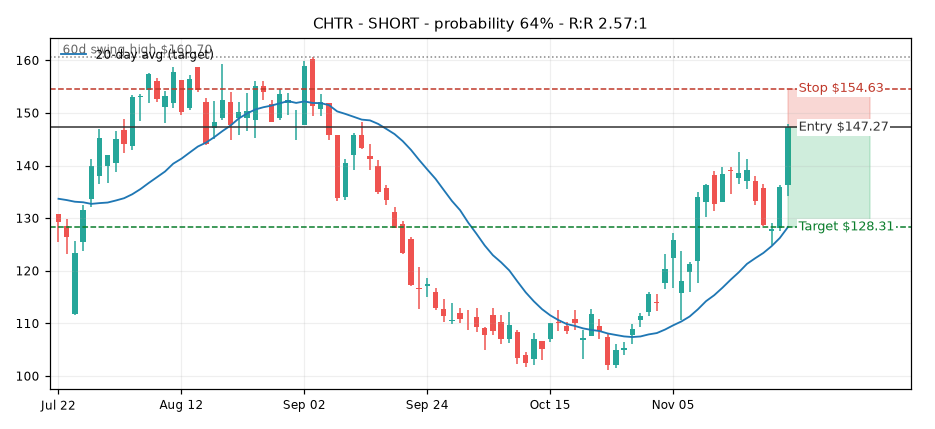 CHTR - SHORT - probability 64% - R:R 2.57:1
60d swing high $160.70
20-day avg (target)
Stop $154.63
Entry $147.27
Target $128.31
160
150
140
130
120
110
100
Jul 22
Aug 12
Sep 02
Sep 24
Oct 15
Nov 05